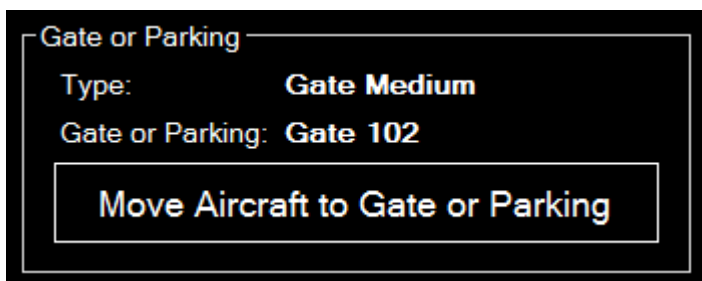 Gate or Parking
Type: Gate Medium
Gate or Parking: Gate 102
Move Aircraft to Gate or Parking